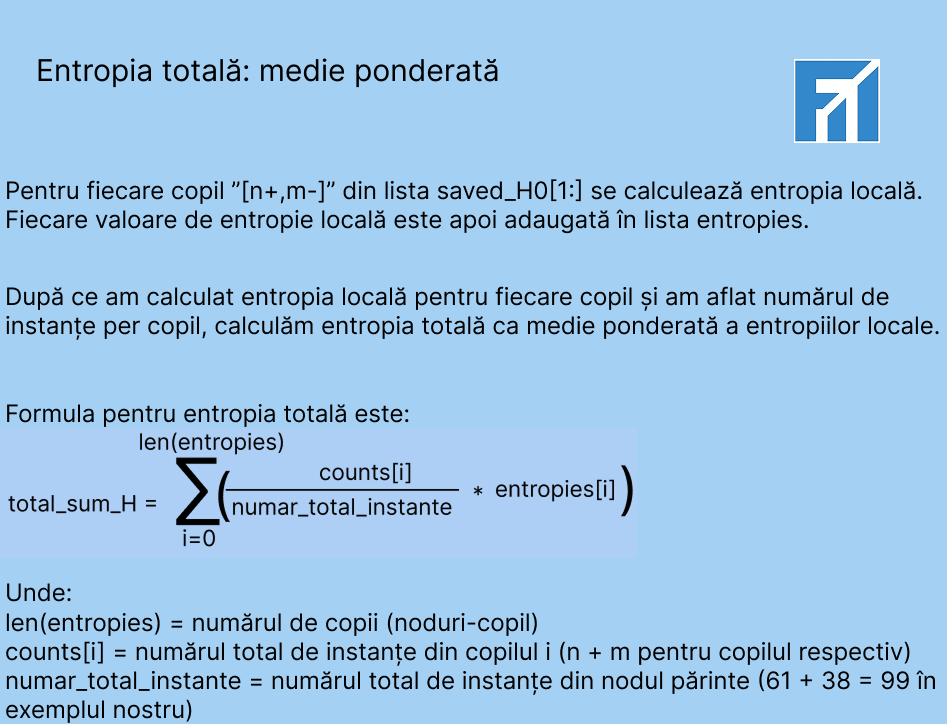 Entropia totală: medie ponderată
Pentru fiecare copil ”[n+,m-]” din lista saved_H0[1:] se calculează entropia locală.
Fiecare valoare de entropie locală este apoi adaugată în lista entropies.
După ce am calculat entropia locală pentru fiecare copil și am aflat numărul de
instanțe per copil, calculăm entropia totală ca medie ponderată a entropiilor locale.
Formula pentru entropia totală este:
len(entropies)
total_sum_H = ∑ ( counts[i] / numar_total_instante * entropies[i] )
i=0
Unde:
len(entropies) = numărul de copii (noduri-copil)
counts[i] = numărul total de instanțe din copilul i (n + m pentru copilul respectiv)
numar_total_instante = numărul total de instanțe din nodul părinte (61 + 38 = 99 în
exemplul nostru)